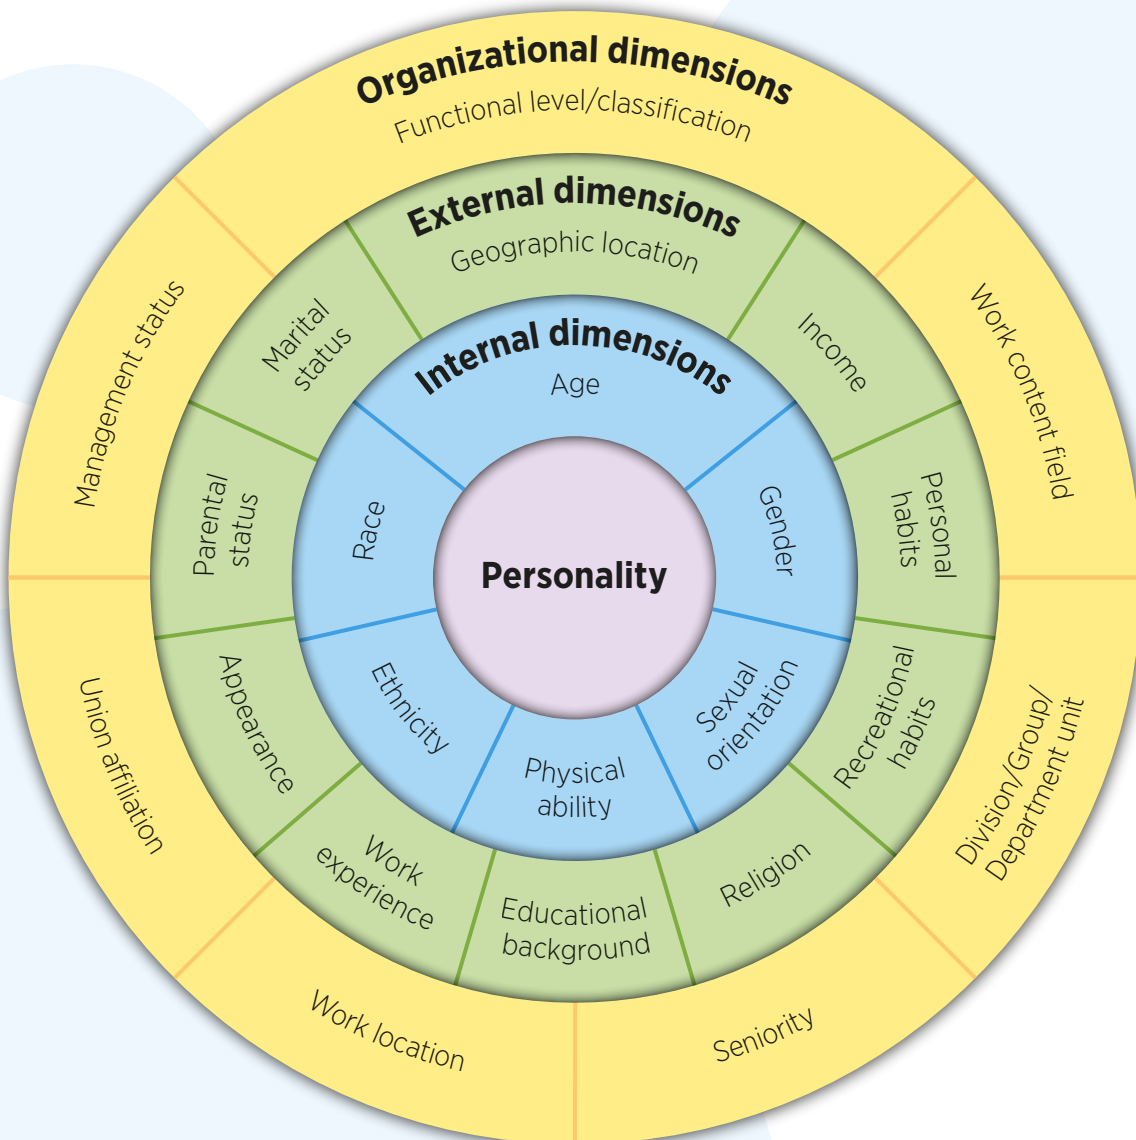 Organizational dimensions
Functional level/classification
Work content field
Division/Group/
Department unit
Seniority
Work location
Union affiliation
Management status
External dimensions
Geographic location
Income
Personal
habits
Recreational
habits
Religion
Educational
background
Work
experience
Appearance
Parental
status
Marital
status
Internal dimensions
Age
Gender
Sexual
orientation
Physical
ability
Ethnicity
Race
Personality